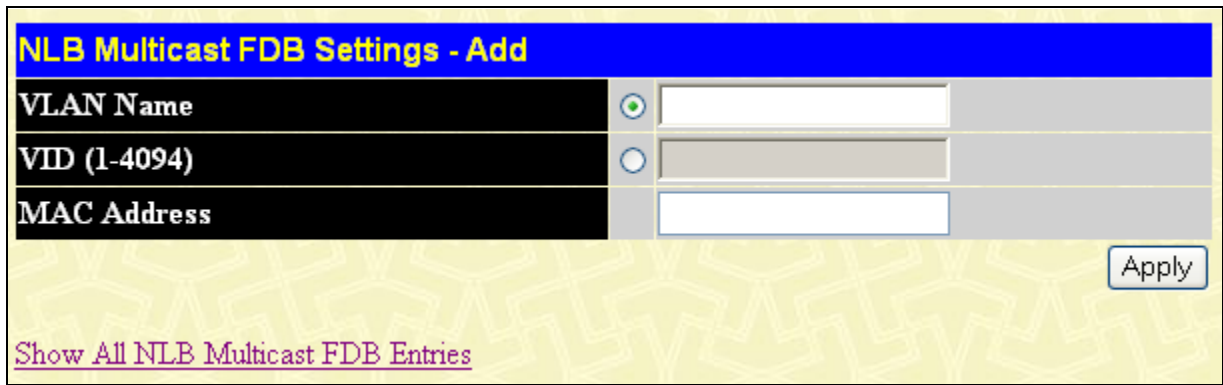 NLB Multicast FDB Settings - Add
VLAN Name
VID (1-4094)
MAC Address
Apply
Show All NLB Multicast FDB Entries